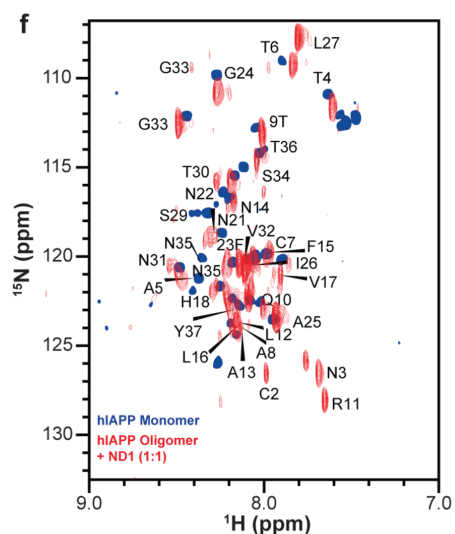 f
T6
L27
110
G33
G24
T4
G33
9T
T36
115
T30
S34
N22
N14
S29
N21
V32
N35
23F
C7
F15
120
N31
N35
I26
A5
V17
H18
Q10
Y37
L12
A25
125
L16
A8
A13
N3
C2
R11
hIAPP Monomer
hIAPP Oligomer
+ ND1 (1:1)
130
9.0
8.0
7.0
¹H (ppm)
¹⁵N (ppm)